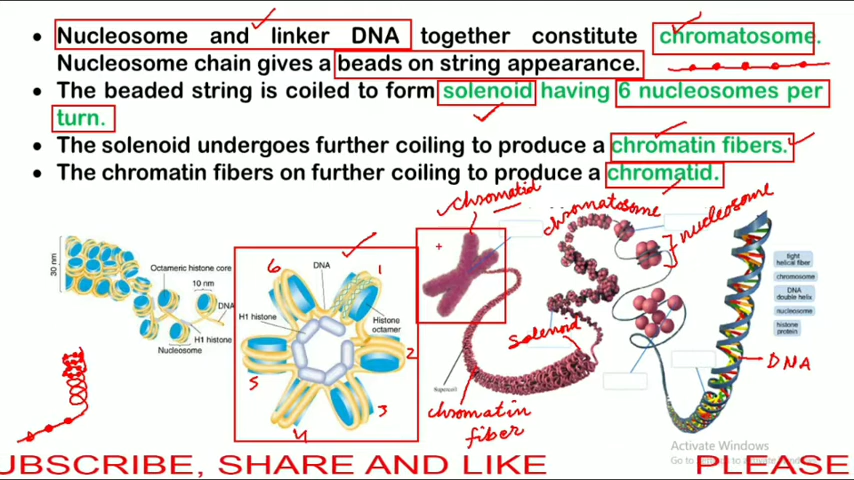 Nucleosome and linker DNA together constitute chromatosome.
Nucleosome chain gives a beads on string appearance.
The beaded string is coiled to form solenoid having 6 nucleosomes per
turn.
The solenoid undergoes further coiling to produce a chromatin fibers.
The chromatin fibers on further coiling to produce a chromatid.
chromatid
chromatosome
nucleosome
30 nm
Octameric histone core
10 nm
DNA
H1 histone
Nucleosome
DNA
H1 histone
Histone
octamer
1
2
3
4
5
6
solenoid
chromatin
fiber
DNA
tight
helical fiber
chromosome
DNA
double helix
nucleosome
histone
protein
Activate Windows
UBSCRIBE, SHARE AND LIKE
PLEASE